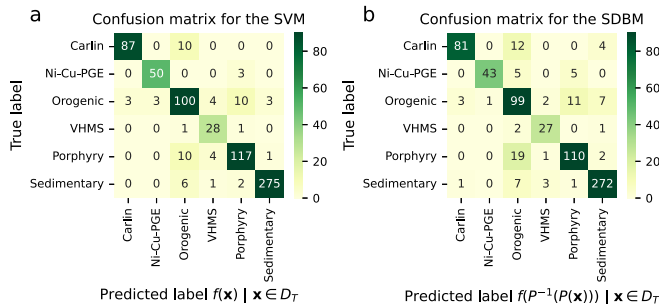 a
Confusion matrix for the SVM
True label
Carlin 87 0 10 0 0 0
Ni-Cu-PGE 0 50 0 0 3 0
Orogenic 3 3 100 4 10 3
VHMS 0 0 1 28 1 0
Porphyry 0 0 10 4 117 1
Sedimentary 0 0 6 0 2 275
Carlin Ni-Cu-PGE Orogenic VHMS Porphyry Sedimentary
80
60
40
20
0
Predicted label f(x) | x ∈ D_T
b
Confusion matrix for the SDBM
True label
Carlin 81 0 12 0 0 4
Ni-Cu-PGE 0 43 5 0 5 0
Orogenic 3 1 99 2 11 7
VHMS 0 0 2 27 0 1
Porphyry 0 0 19 1 110 2
Sedimentary 1 0 7 3 1 272
Carlin Ni-Cu-PGE Orogenic VHMS Porphyry Sedimentary
80
60
40
20
0
Predicted label f(P⁻¹(P(x))) | x ∈ D_T